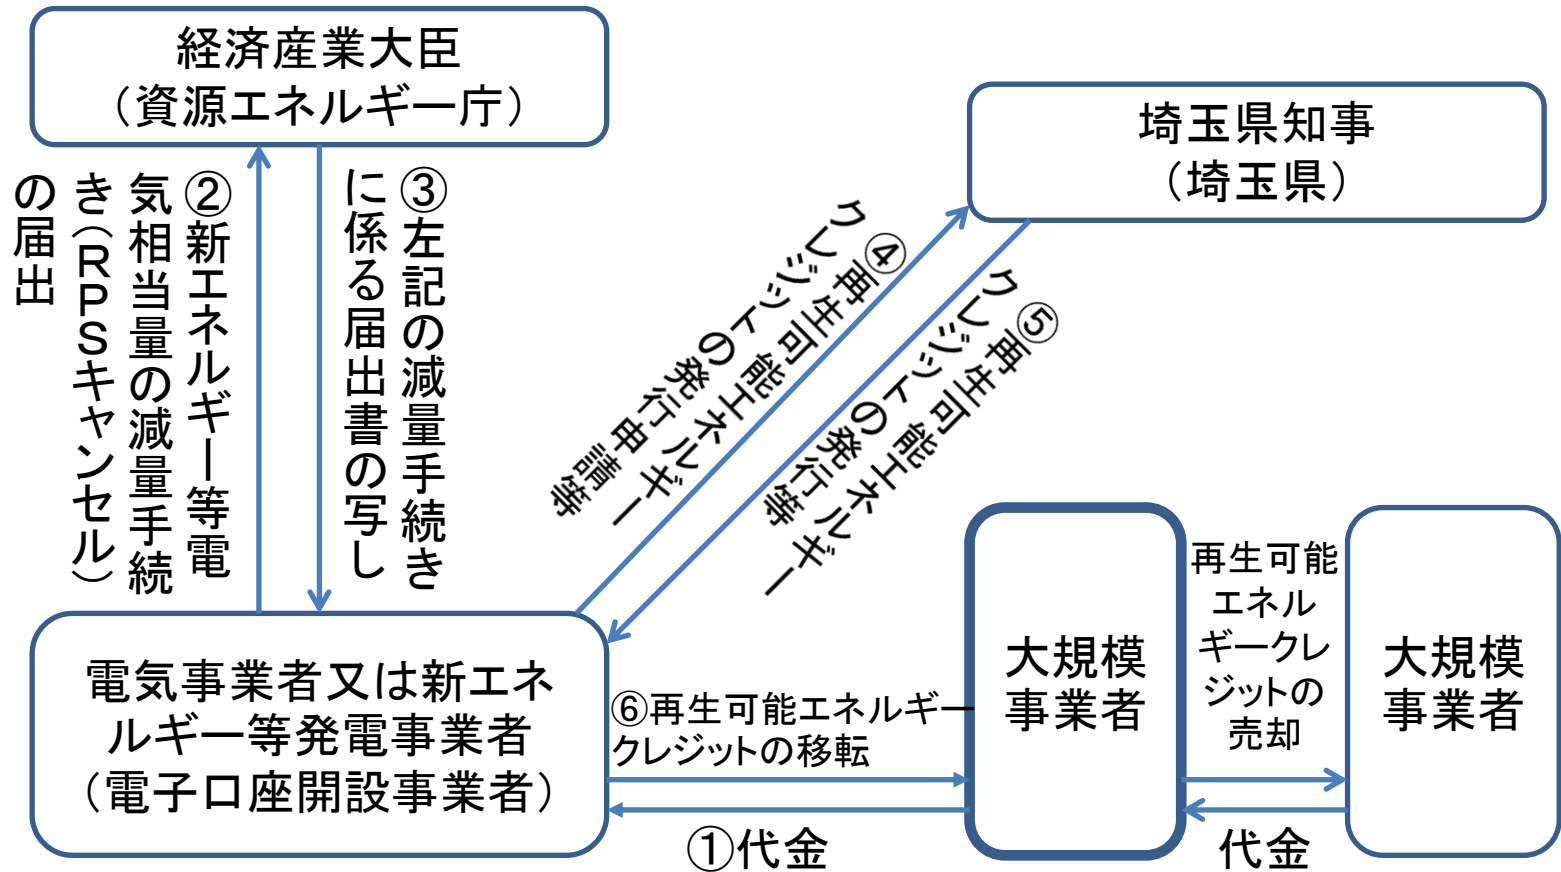 経済産業大臣
（資源エネルギー庁）
埼玉県知事
（埼玉県）
②新エネルギー等電
気相当量の減量手続
き（ＲＰＳキャンセル）
の届出
③左記の減量手続き
に係る届出書の写し
④再生可能エネルギー
クレジットの発行申請等
⑤再生可能エネルギー
クレジットの発行等
電気事業者又は新エネ
ルギー等発電事業者
（電子口座開設事業者）
⑥再生可能エネルギー
クレジットの移転
①代金
大規模
事業者
再生可能
エネル
ギークレ
ジットの
売却
代金
大規模
事業者